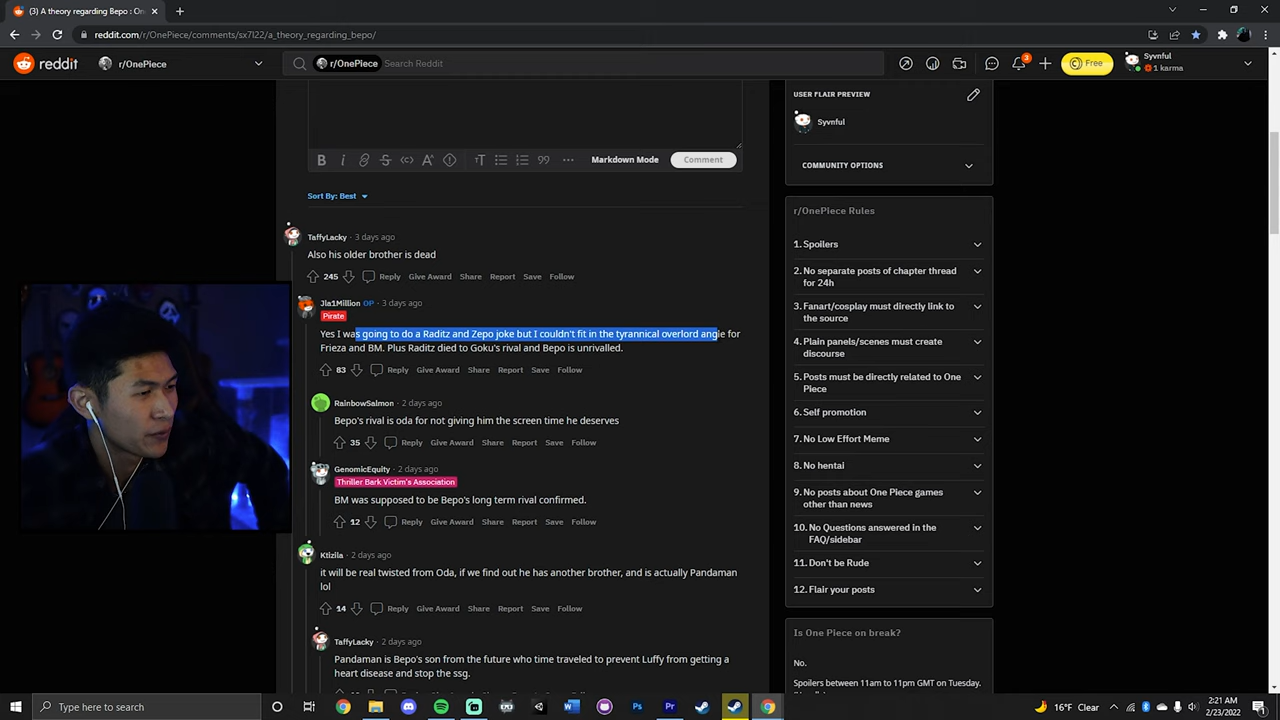 (3) A theory regarding Bepo : On
reddit.com/r/OnePiece/comments/sx7l22/a_theory_regarding_bepo/
reddit
r/OnePiece
r/OnePiece
Search Reddit
3
Free
Syvnful
1 karma
USER FLAIR PREVIEW
Syvnful
COMMUNITY OPTIONS
Markdown Mode
Comment
Sort By: Best
TaffyLacky · 3 days ago
Also his older brother is dead
245 Reply Give Award Share Report Save Follow
Jla1Million OP · 3 days ago
Pirate
Yes I was going to do a Raditz and Zepo joke but I couldn't fit in the tyrannical overlord angle for
Frieza and BM. Plus Raditz died to Goku's rival and Bepo is unrivalled.
83 Reply Give Award Share Report Save Follow
RainbowSalmon · 2 days ago
Bepo's rival is oda for not giving him the screen time he deserves
35 Reply Give Award Share Report Save Follow
GenomicEquity · 2 days ago
Thriller Bark Victim's Association
BM was supposed to be Bepo's long term rival confirmed.
12 Reply Give Award Share Report Save Follow
Ktizila · 2 days ago
it will be real twisted from Oda, if we find out he has another brother, and is actually Pandaman
lol
14 Reply Give Award Share Report Save Follow
TaffyLacky · 2 days ago
Pandaman is Bepo's son from the future who time traveled to prevent Luffy from getting a
heart disease and stop the ssg.
r/OnePiece Rules
1. Spoilers
2. No separate posts of chapter thread
for 24h
3. Fanart/cosplay must directly link to
the source
4. Plain panels/scenes must create
discourse
5. Posts must be directly related to One
Piece
6. Self promotion
7. No Low Effort Meme
8. No hentai
9. No posts about One Piece games
other than news
10. No Questions answered in the
FAQ/sidebar
11. Don't be Rude
12. Flair your posts
Is One Piece on break?
No.
Spoilers between 11am to 11pm GMT on Tuesday.
Type here to search
16°F Clear
2:21 AM
2/23/2022